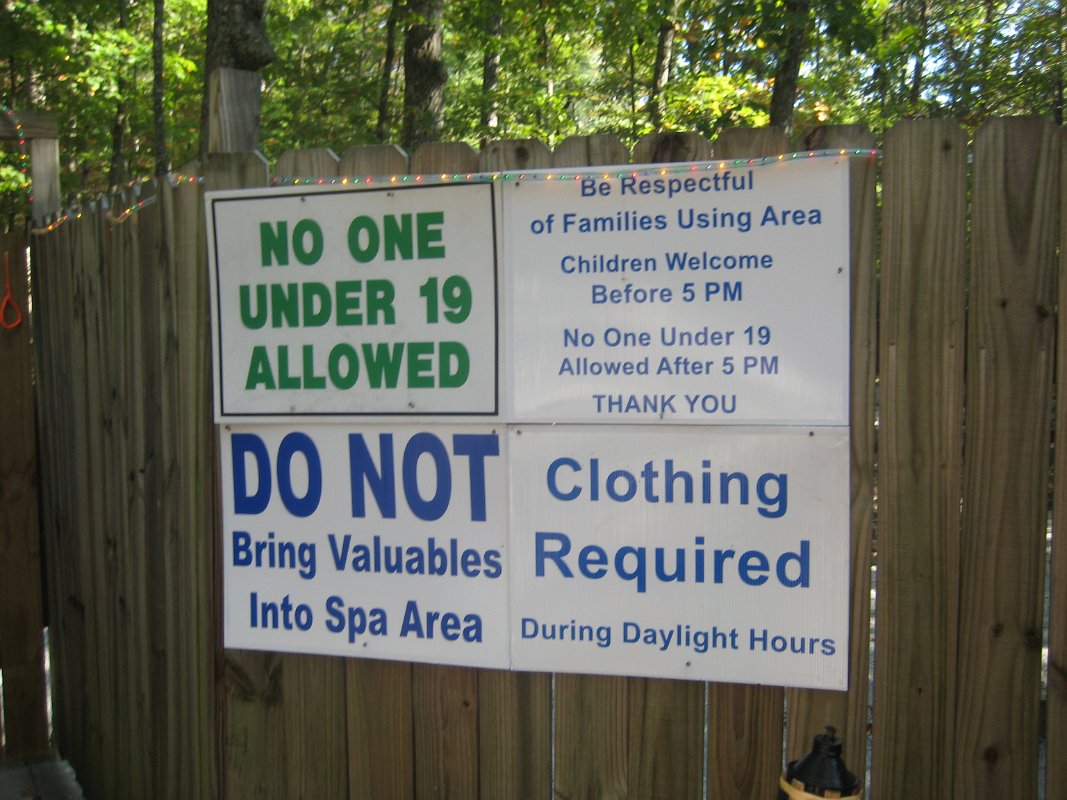 NO ONE
UNDER 19
ALLOWED
Be Respectful
of Families Using Area
Children Welcome
Before 5 PM
No One Under 19
Allowed After 5 PM
THANK YOU
DO NOT
Bring Valuables
Into Spa Area
Clothing
Required
During Daylight Hours